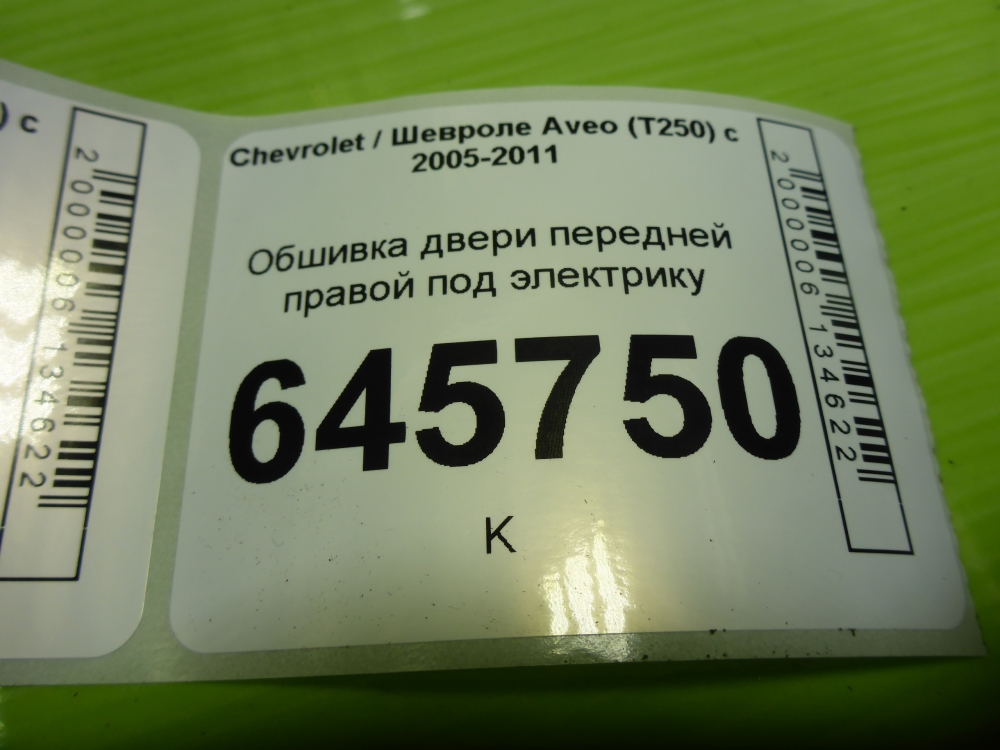 ) с
2000006134622
Chevrolet / Шевроле Aveo (T250) с
2005-2011
Обшивка двери передней
правой под электрику
645750
К
2000006134622